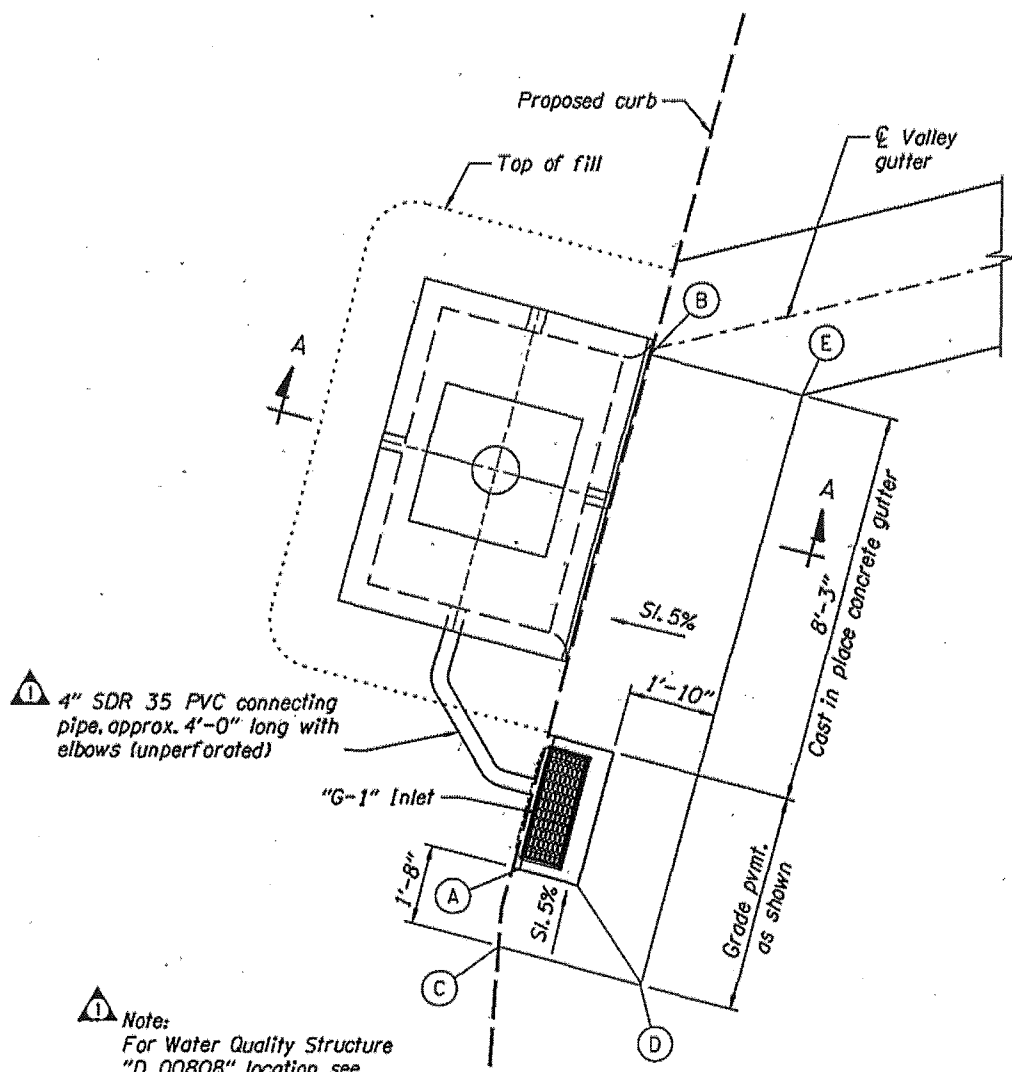 Proposed curb
℄ Valley
gutter
Top of fill
B
E
A
A
8'-3"
Cast in place concrete gutter
Sl. 5%
1'-10"
1
4" SDR 35 PVC connecting
pipe, approx. 4'-0" long with
elbows (unperforated)
"G-1" Inlet
1'-8"
A
Sl. 5%
Grade pvmt.
as shown
C
D
1
Note:
For Water Quality Structure
"D 00808" location, see